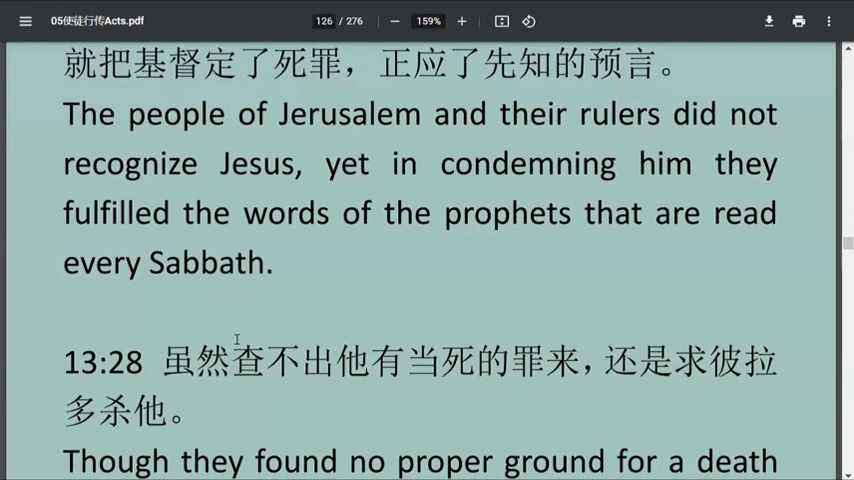 05使徒行传Acts.pdf 126 / 276 159%
就把基督定了死罪，正应了先知的预言。
The people of Jerusalem and their rulers did not
recognize Jesus, yet in condemning him they
fulfilled the words of the prophets that are read
every Sabbath.
13:28 虽然查不出他有当死的罪来，还是求彼拉
多杀他。
Though they found no proper ground for a death